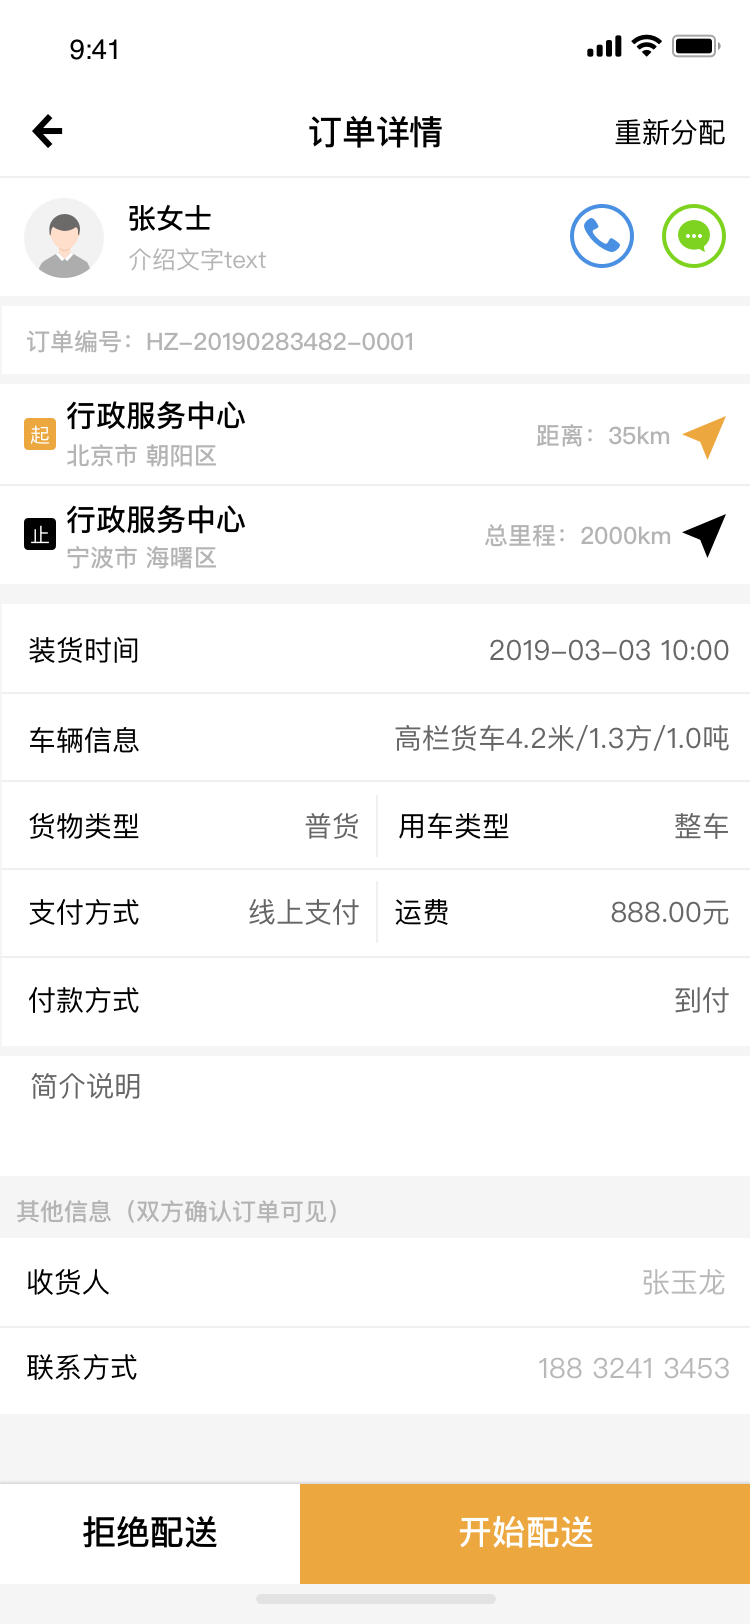 9:41
订单详情 重新分配
张女士
介绍文字text
订单编号：HZ-20190283482-0001
行政服务中心
起 距离：35km
北京市 朝阳区
行政服务中心
止 总里程：2000km
宁波市 海曙区
装货时间 2019-03-03 10:00
车辆信息 高栏货车4.2米/1.3方/1.0吨
货物类型 普货 用车类型 整车
支付方式 线上支付 运费 888.00元
付款方式 到付
简介说明
其他信息（双方确认订单可见）
收货人 张玉龙
联系方式 188 3241 3453
拒绝配送 开始配送